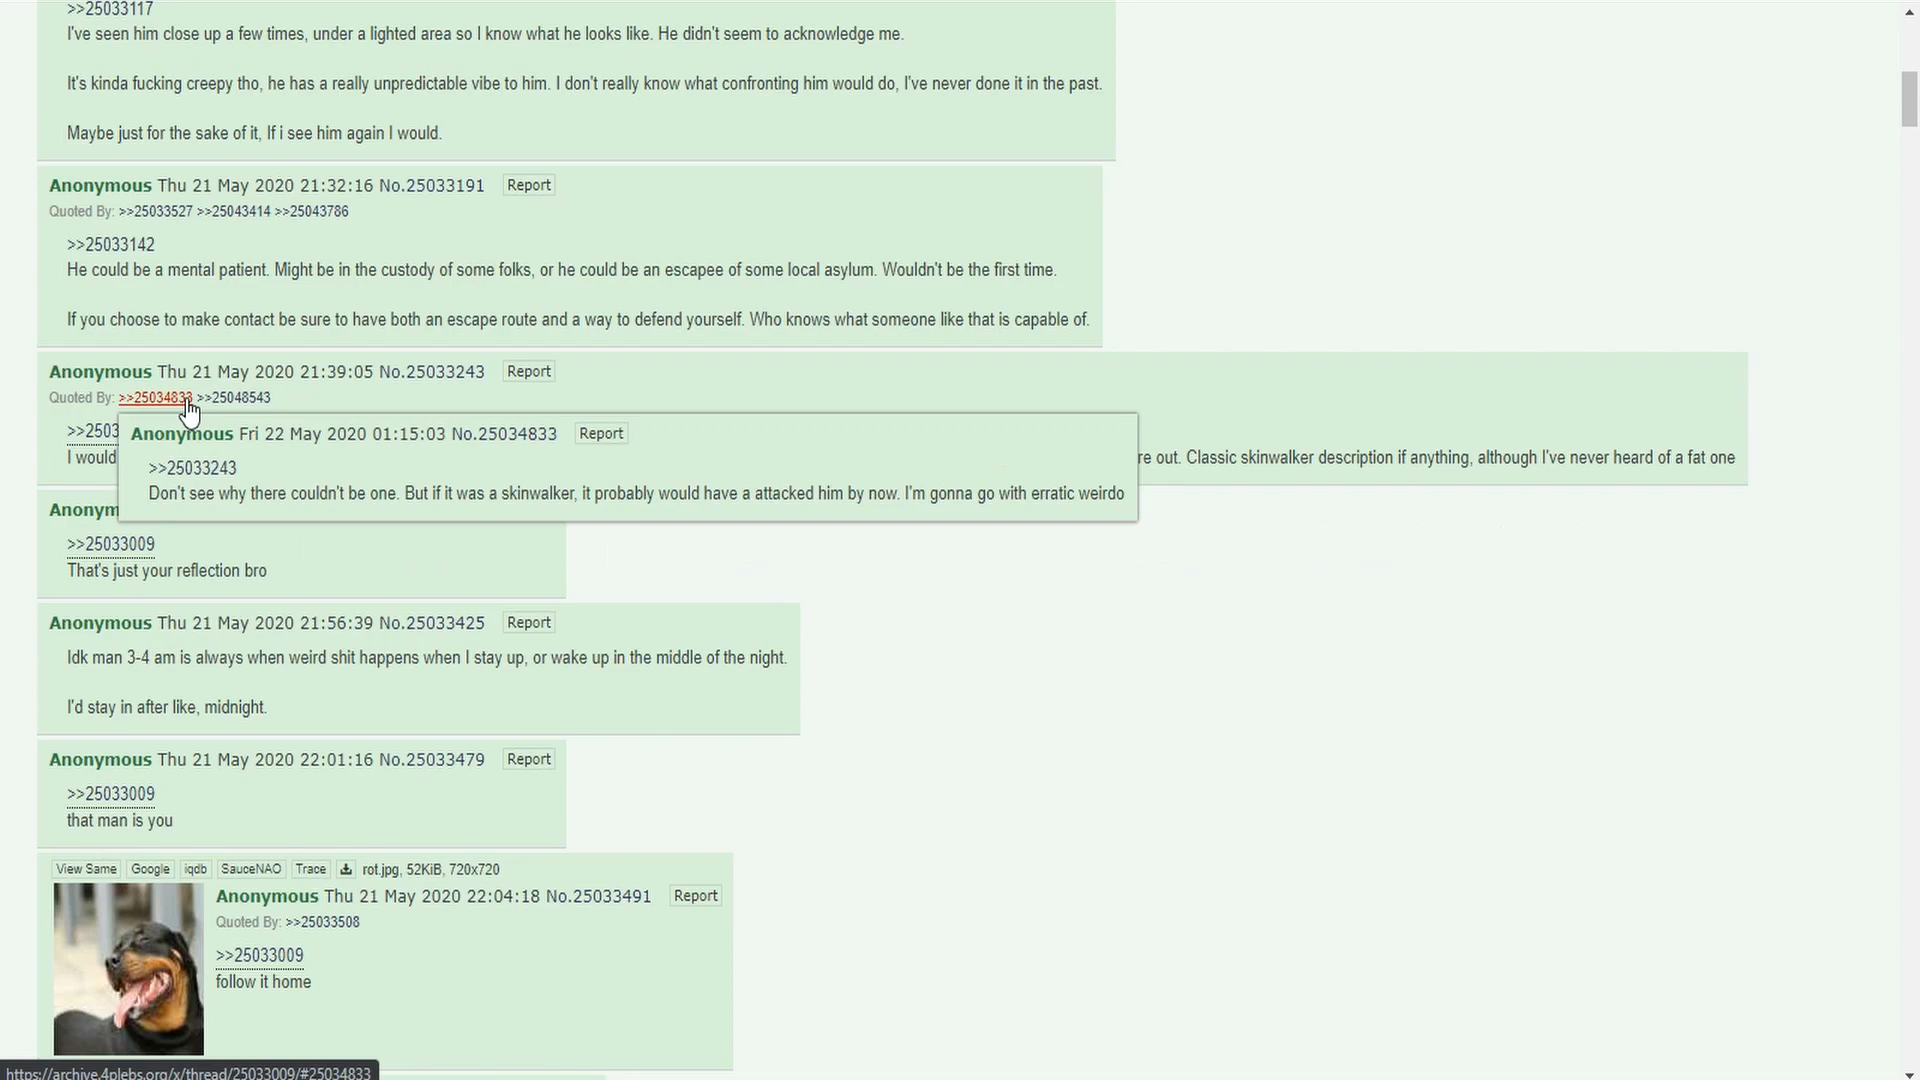 >>25033117
I've seen him close up a few times, under a lighted area so I know what he looks like. He didn't seem to acknowledge me.
It's kinda fucking creepy tho, he has a really unpredictable vibe to him. I don't really know what confronting him would do, I've never done it in the past.
Maybe just for the sake of it, If i see him again I would.
Anonymous Thu 21 May 2020 21:32:16 No.25033191 Report
Quoted By: >>25033527 >>25043414 >>25043786
>>25033142
He could be a mental patient. Might be in the custody of some folks, or he could be an escapee of some local asylum. Wouldn't be the first time.
If you choose to make contact be sure to have both an escape route and a way to defend yourself. Who knows what someone like that is capable of.
Anonymous Thu 21 May 2020 21:39:05 No.25033243 Report
Quoted By: >>25034833 >>25048543
>>2503
Anonymous Fri 22 May 2020 01:15:03 No.25034833 Report
>>25033243
I would
re out. Classic skinwalker description if anything, although I've never heard of a fat one
Don't see why there couldn't be one. But if it was a skinwalker, it probably would have a attacked him by now. I'm gonna go with erratic weirdo
Anonym
>>25033009
That's just your reflection bro
Anonymous Thu 21 May 2020 21:56:39 No.25033425 Report
Idk man 3-4 am is always when weird shit happens when I stay up, or wake up in the middle of the night.
I'd stay in after like, midnight.
Anonymous Thu 21 May 2020 22:01:16 No.25033479 Report
>>25033009
that man is you
View Same Google iqdb SauceNAO Trace rot.jpg, 52KiB, 720x720
Anonymous Thu 21 May 2020 22:04:18 No.25033491 Report
Quoted By: >>25033508
>>25033009
follow it home
https://archive.4plebs.org/x/thread/25033009/#25034833